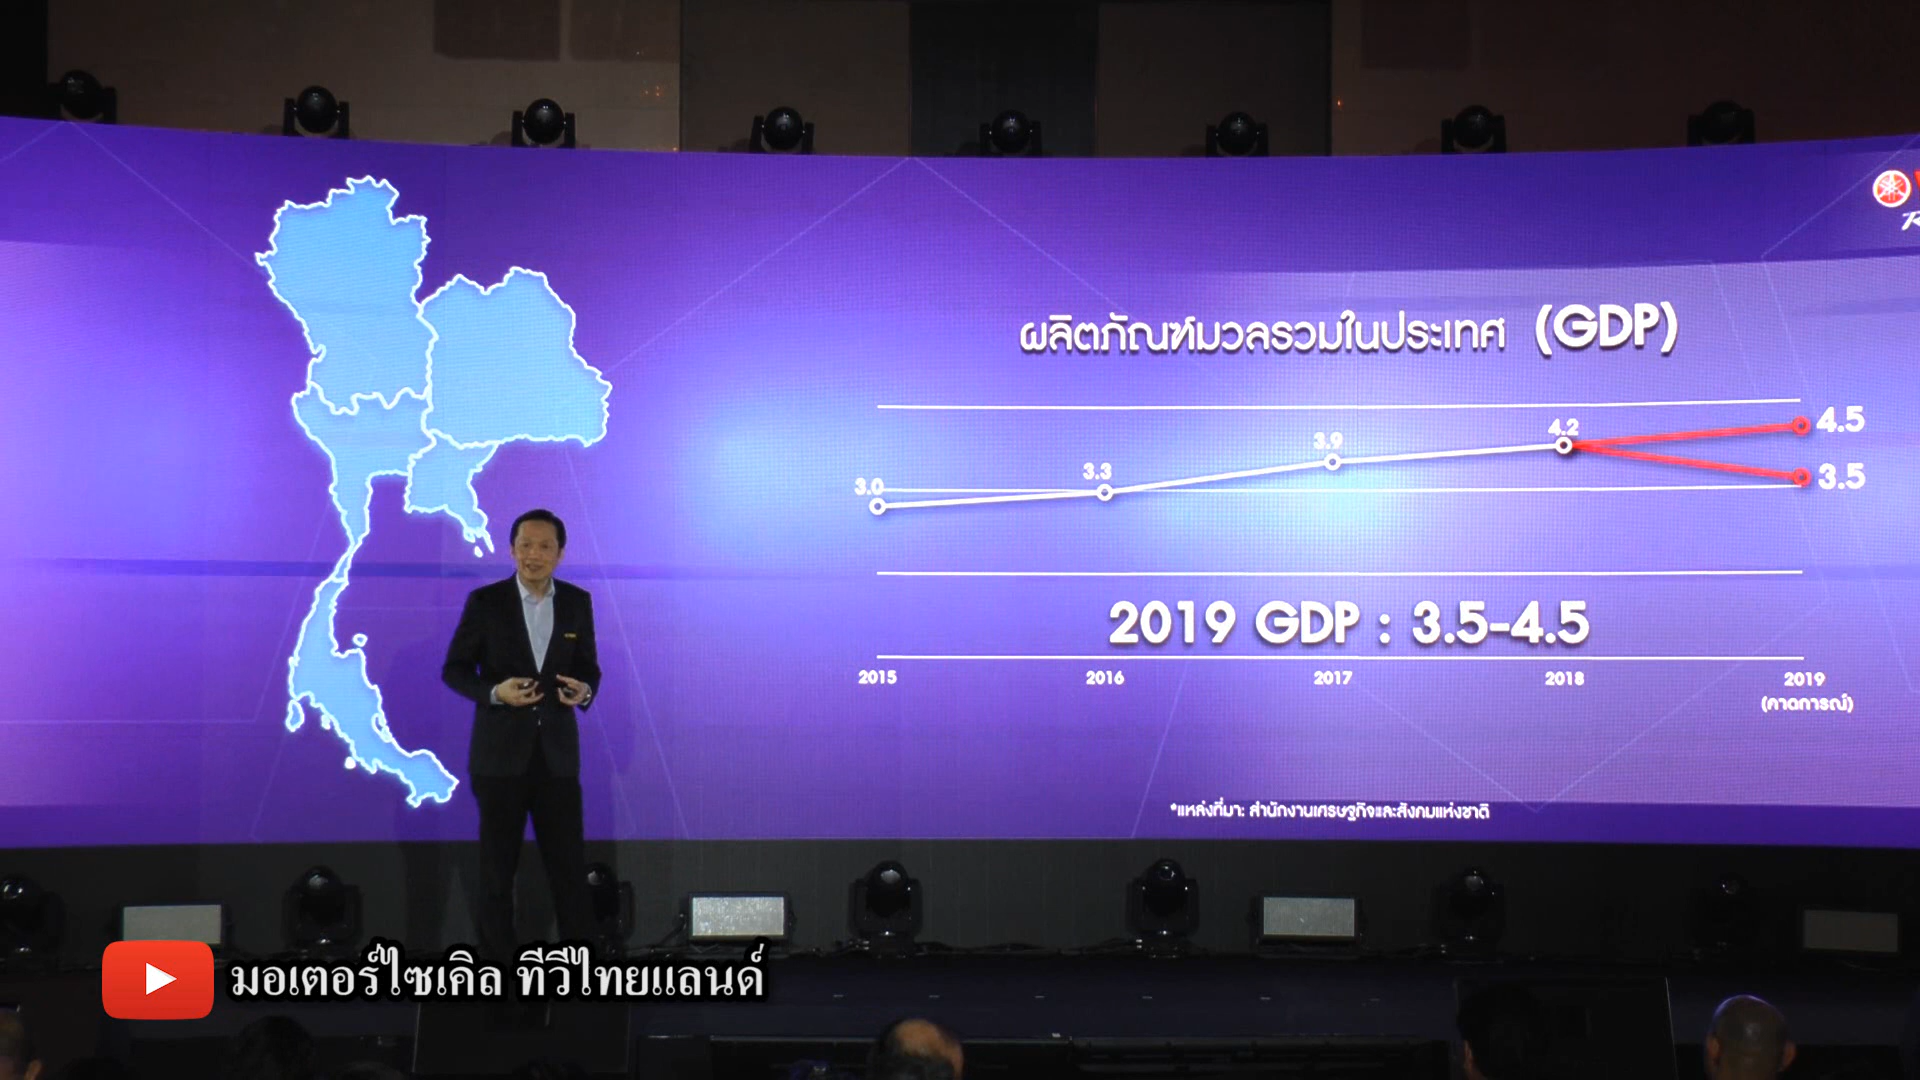 ผลิตภัณฑ์มวลรวมในประเทศ (GDP)
4.5
4.2
3.9
3.5
3.3
3.0
2019 GDP : 3.5-4.5
2015 2016 2017 2018 2019
(คาดการณ์)
*แหล่งที่มา: สำนักงานเศรษฐกิจและสังคมแห่งชาติ
มอเตอร์ไซเคิล ทีวีไทยแลนด์